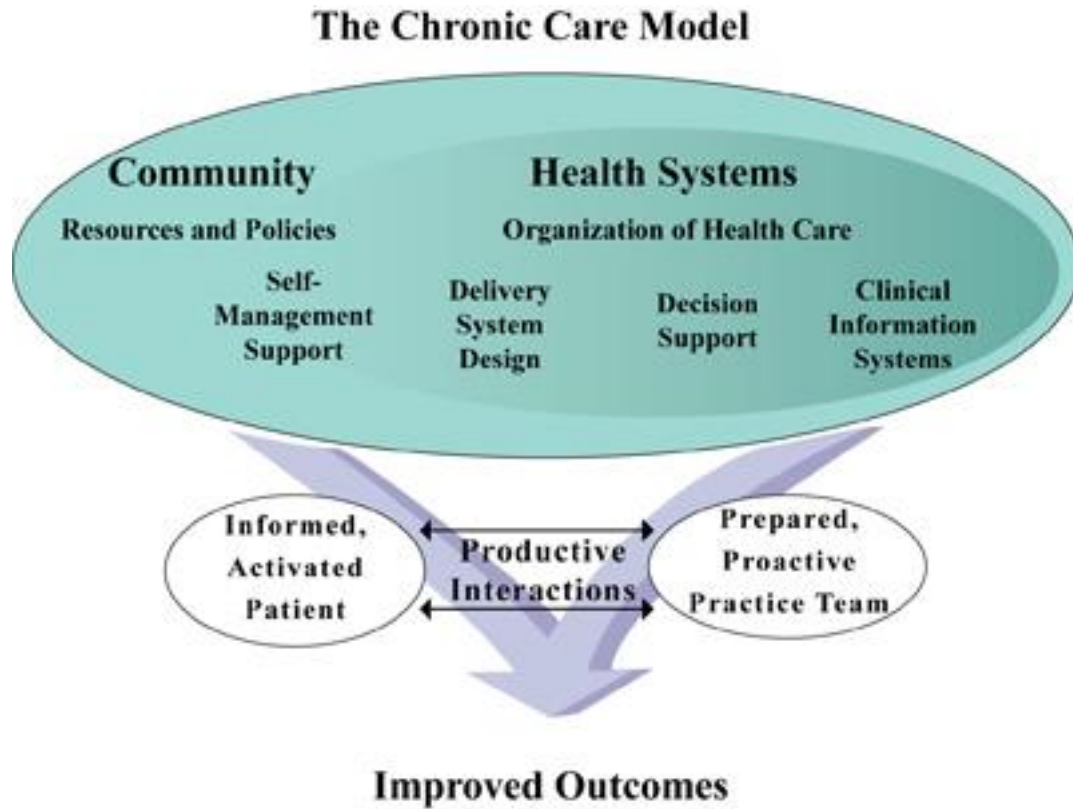 The Chronic Care Model
Community
Resources and Policies
Health Systems
Organization of Health Care
Self-
Management
Support
Delivery
System
Design
Decision
Support
Clinical
Information
Systems
Informed,
Activated
Patient
Productive
Interactions
Prepared,
Proactive
Practice Team
Improved Outcomes